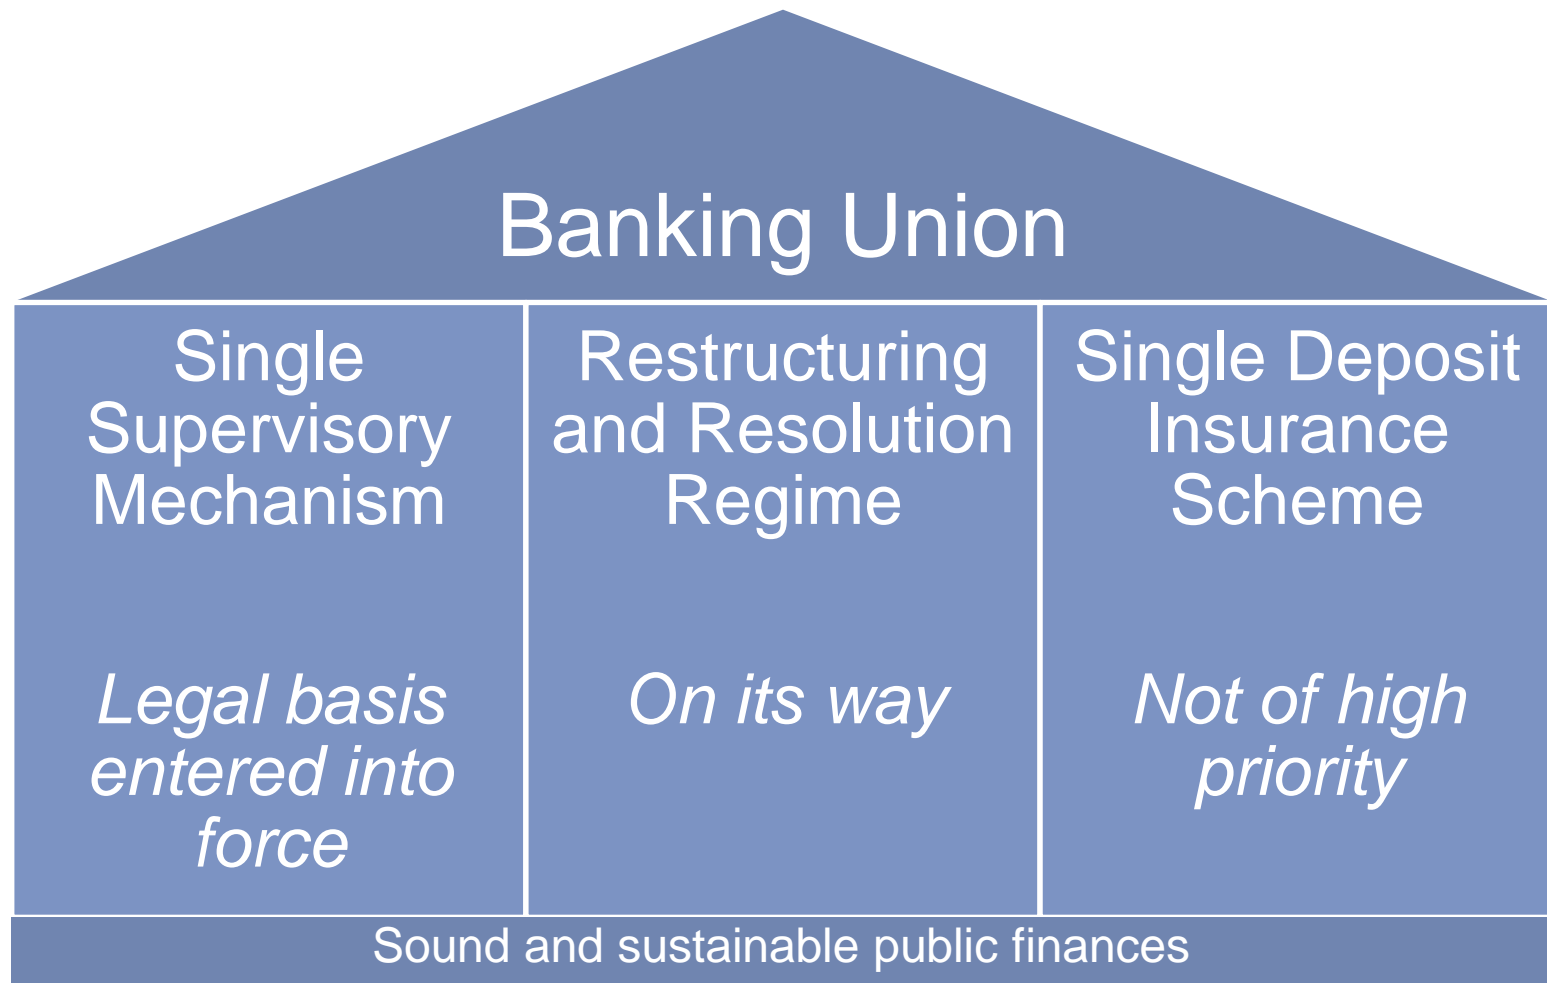 Banking Union
Single
Supervisory
Mechanism
Legal basis
entered into
force
Restructuring
and Resolution
Regime
On its way
Single Deposit
Insurance
Scheme
Not of high
priority
Sound and sustainable public finances